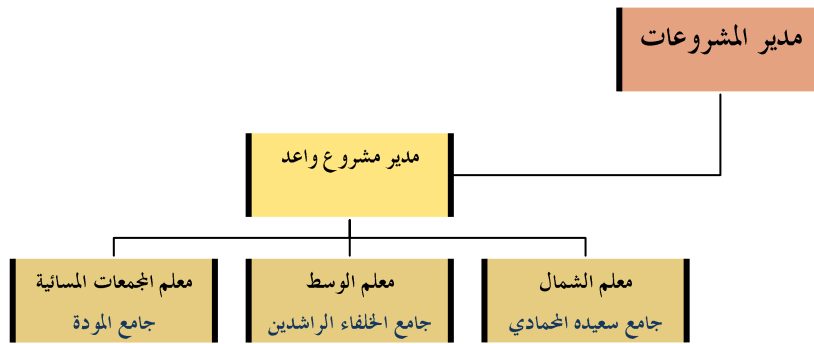 مدير المشروعات
مدير مشروع واعد
معلم الشمال
جامع سعيده المحمادي
معلم الوسط
جامع الخلفاء الراشدين
معلم المجمعات المسائية
جامع المودة